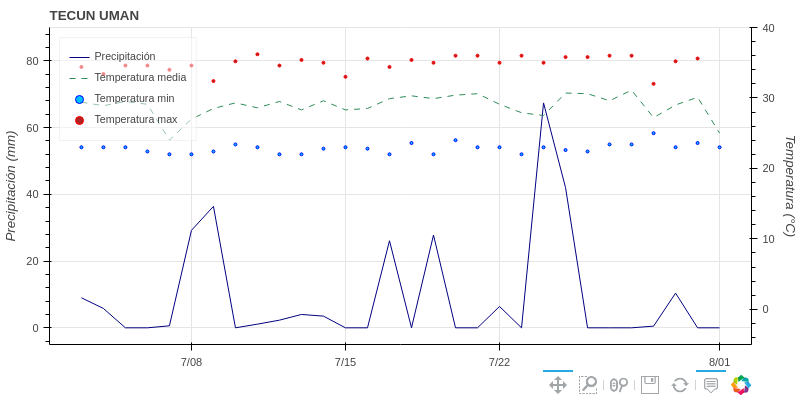 TECUN UMAN
Precipitación
Temperatura media
Temperatura min
Temperatura max
Precipitación (mm)
80
60
40
20
0
Temperatura (°C)
40
30
20
10
0
7/08 7/15 7/22 8/01